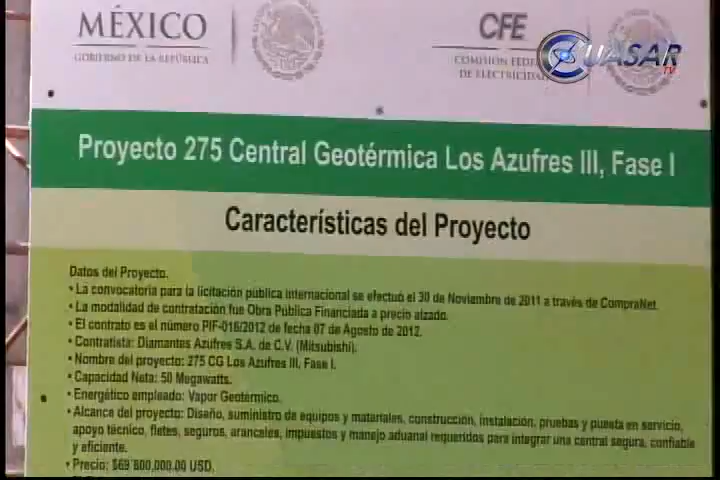 MÉXICO
GOBIERNO DE LA REPÚBLICA
CFE
COMISIÓN FEDERAL
DE ELECTRICIDAD
CUASAR
TV
Proyecto 275 Central Geotérmica Los Azufres III, Fase I
Características del Proyecto
Datos del Proyecto.
• La convocatoria para la licitación pública internacional se efectuó el 30 de Noviembre de 2011 a través de CompraNet.
• La modalidad de contratación fue Obra Pública Financiada a precio alzado.
• El contrato es el número PIF-016/2012 de fecha 07 de Agosto de 2012.
• Contratista: Diamantes Azufres S.A. de C.V. (Mitsubishi).
• Nombre del proyecto: 275 CG Los Azufres III, Fase I.
• Capacidad Neta: 50 Megawatts.
• Energético empleado: Vapor Geotérmico.
• Alcance del proyecto: Diseño, suministro de equipos y materiales, construcción, instalación, pruebas y puesta en servicio,
apoyo técnico, fletes, seguros, aranceles, impuestos y manejo aduanal requeridos para integrar una central segura, confiable
y eficiente.
• Precio: $69´800,000.00 USD.